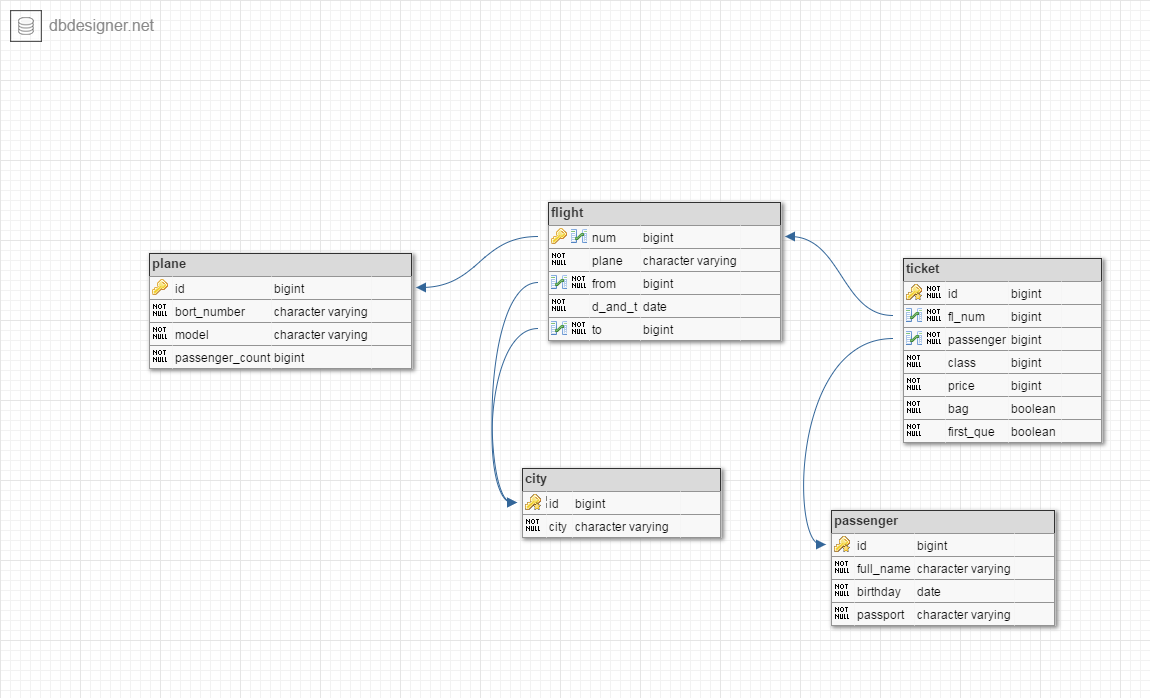 dbdesigner.net
flight
num bigint
NOT NULL plane character varying
NOT NULL from bigint
NOT NULL d_and_t date
NOT NULL to bigint
plane
id bigint
NOT NULL bort_number character varying
NOT NULL model character varying
NOT NULL passenger_count bigint
ticket
NOT NULL id bigint
NOT NULL fl_num bigint
NOT NULL passenger bigint
NOT NULL class bigint
NOT NULL price bigint
NOT NULL bag boolean
NOT NULL first_que boolean
city
id bigint
NOT NULL city character varying
passenger
id bigint
NOT NULL full_name character varying
NOT NULL birthday date
NOT NULL passport character varying